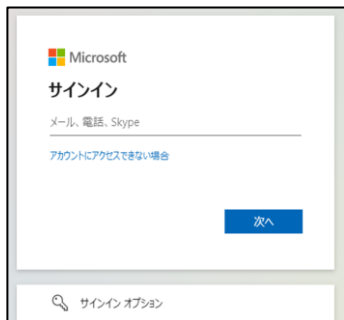 Microsoft
サインイン
メール、電話、Skype
アカウントにアクセスできない場合
次へ
サインイン オプション